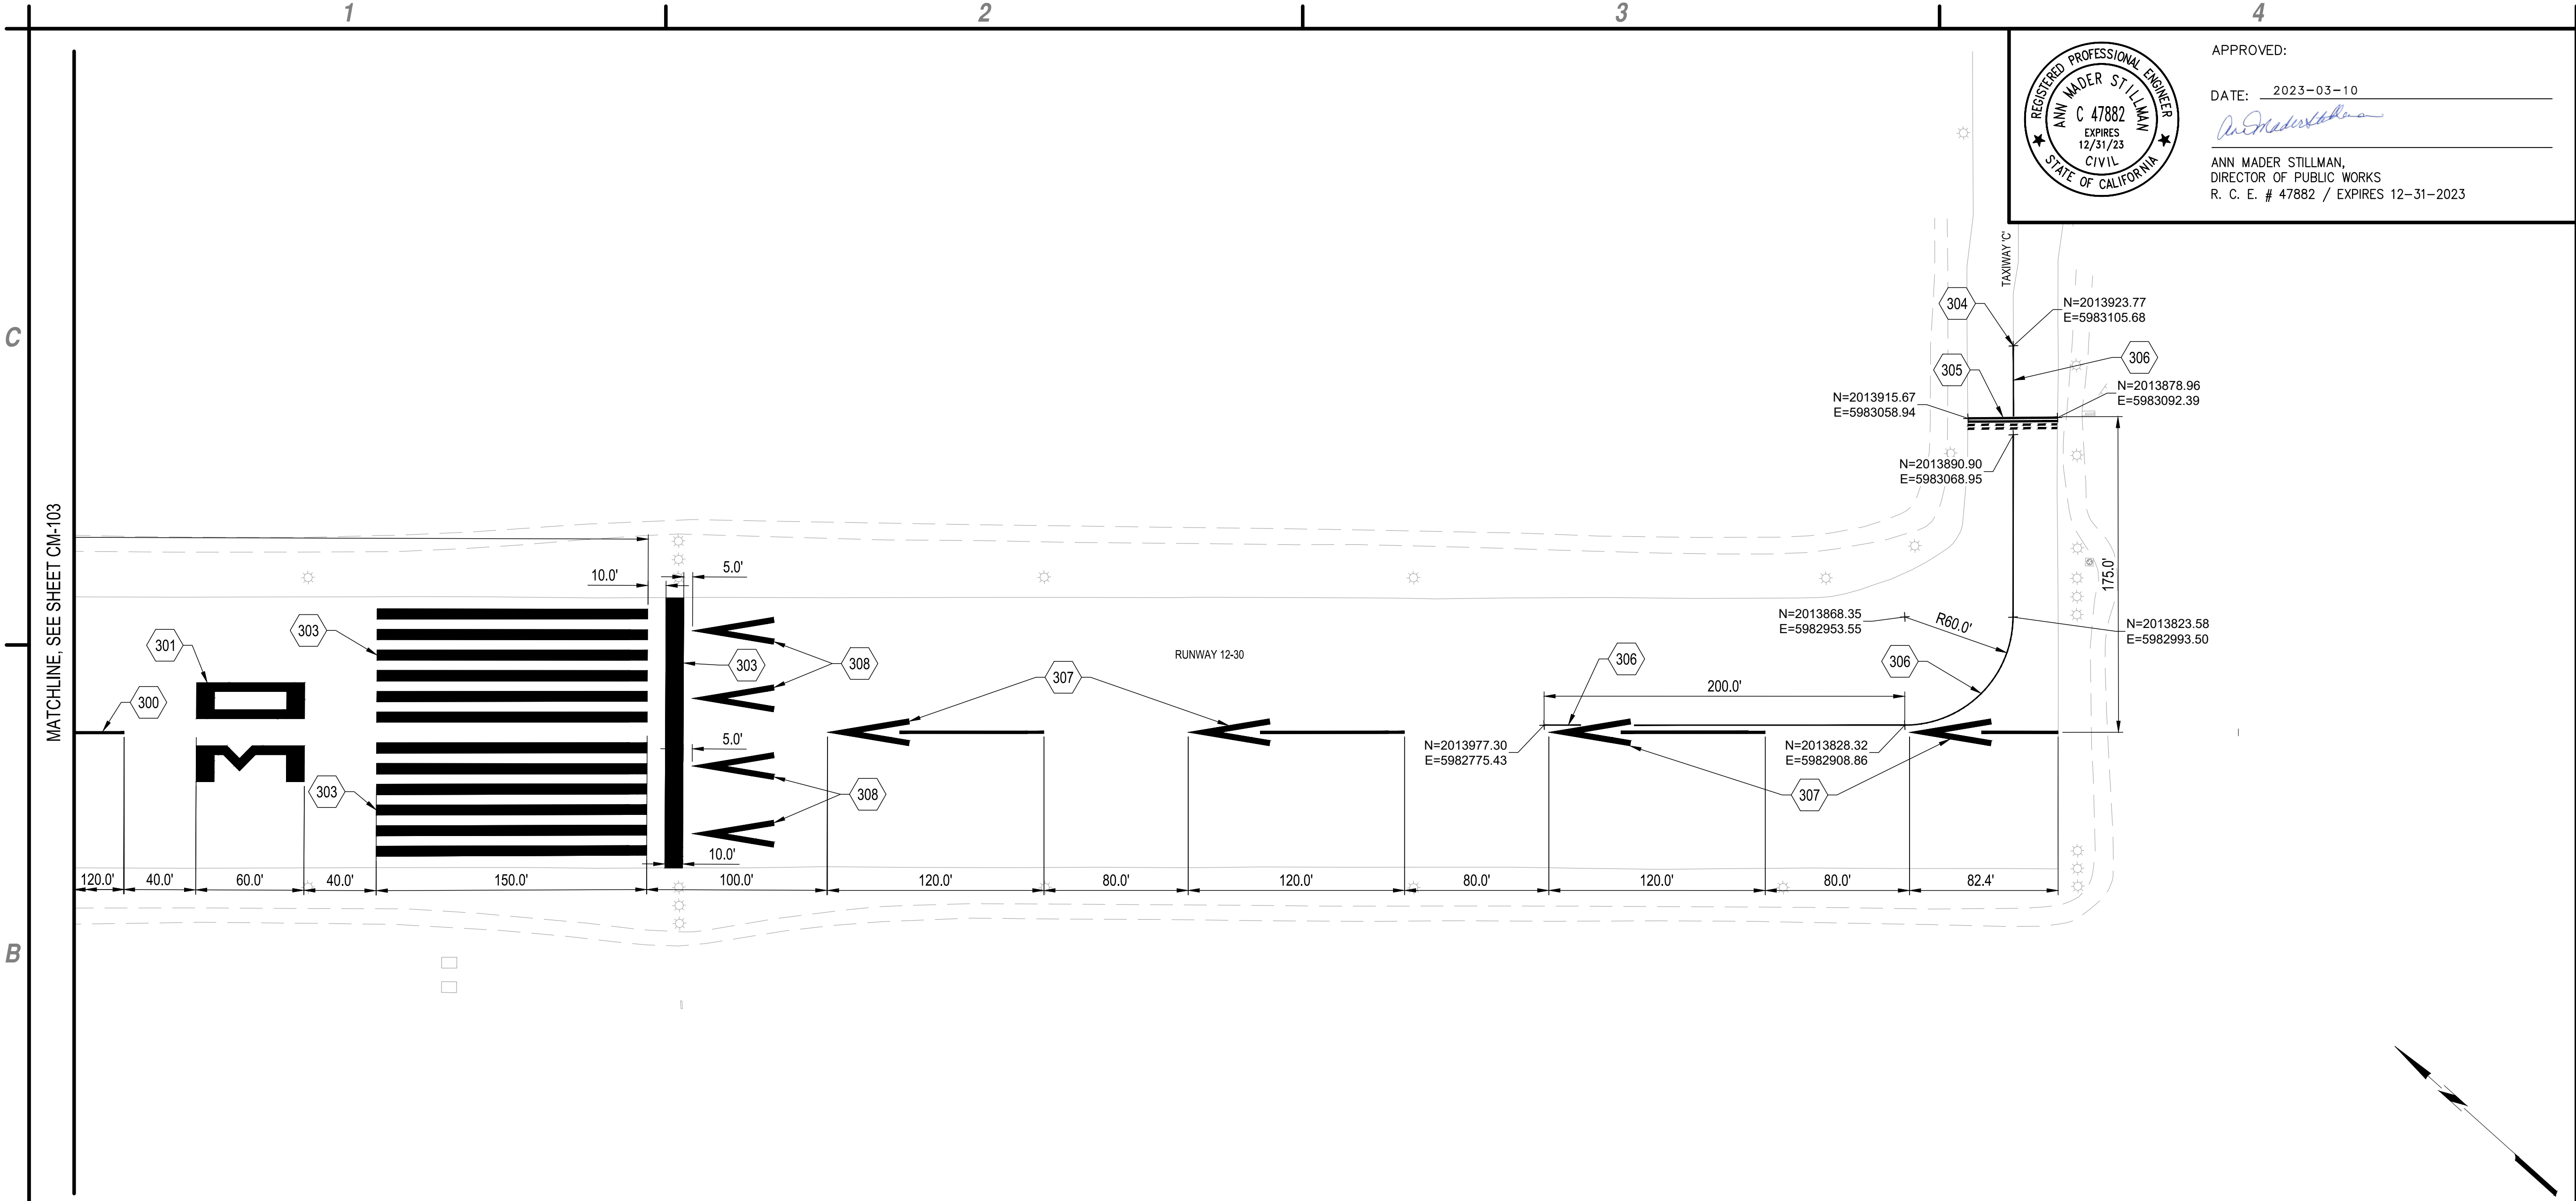 1
2
3
4
C
B
REGISTERED PROFESSIONAL ENGINEER
ANN MADER STILLMAN
C 47882
EXPIRES
12/31/23
CIVIL
STATE OF CALIFORNIA
APPROVED:
DATE: 2023-03-10
ANN MADER STILLMAN,
DIRECTOR OF PUBLIC WORKS
R. C. E. # 47882 / EXPIRES 12-31-2023
TAXIWAY 'C'
304
N=2013923.77
E=5983105.68
306
305
N=2013915.67
E=5983058.94
N=2013878.96
E=5983092.39
N=2013890.90
E=5983068.95
175.0'
N=2013868.35
E=5982953.55
R60.0'
N=2013823.58
E=5982993.50
MATCHLINE, SEE SHEET CM-103
10.0'
5.0'
301
303
303
308
RUNWAY 12-30
306
306
307
200.0'
300
30
5.0'
N=2013977.30
E=5982775.43
N=2013828.32
E=5982908.86
303
308
307
10.0'
120.0'
40.0'
60.0'
40.0'
150.0'
100.0'
120.0'
80.0'
120.0'
80.0'
120.0'
80.0'
82.4'